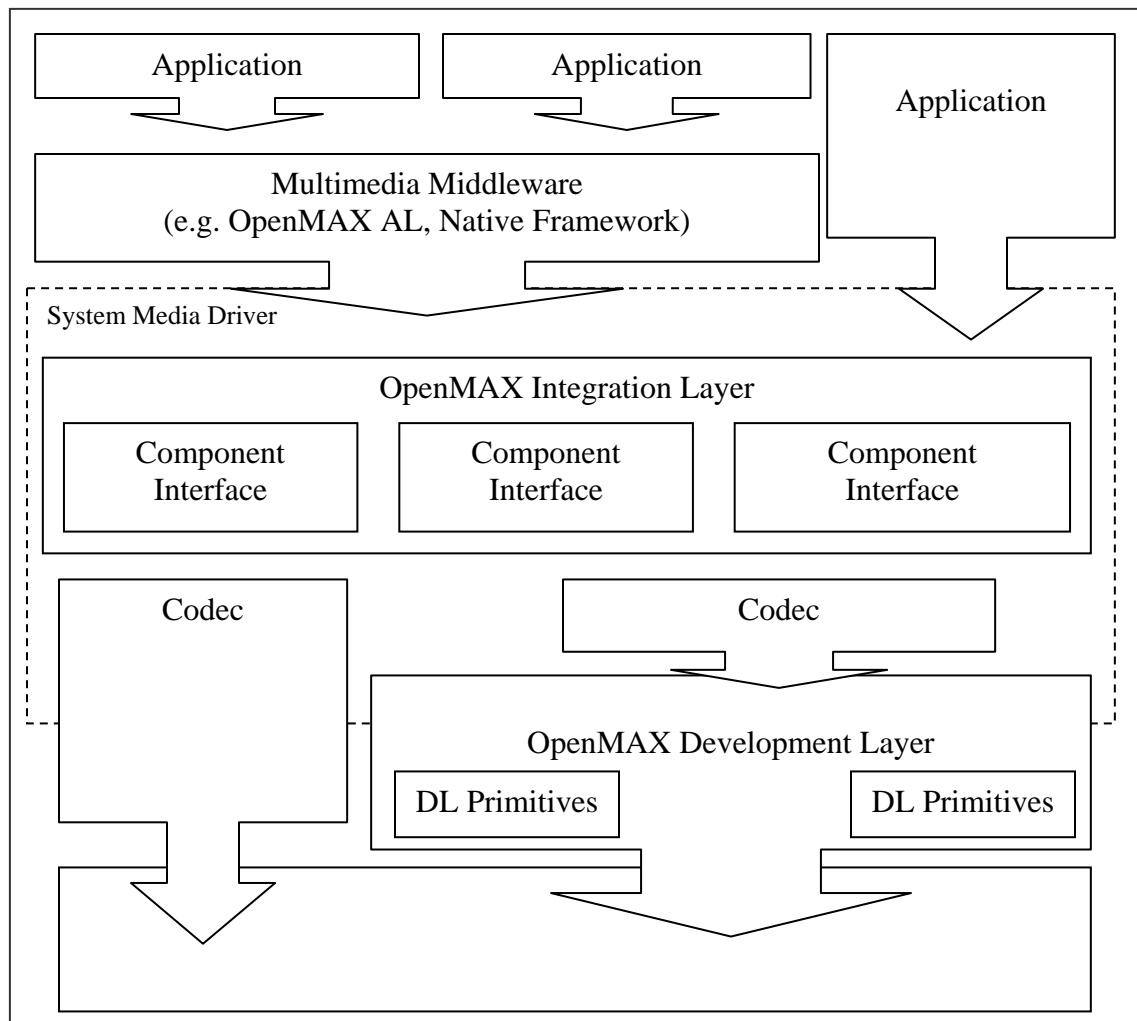 Application
Application
Application
Multimedia Middleware
(e.g. OpenMAX AL, Native Framework)
System Media Driver
OpenMAX Integration Layer
Component
Interface
Component
Interface
Component
Interface
Codec
Codec
OpenMAX Development Layer
DL Primitives
DL Primitives